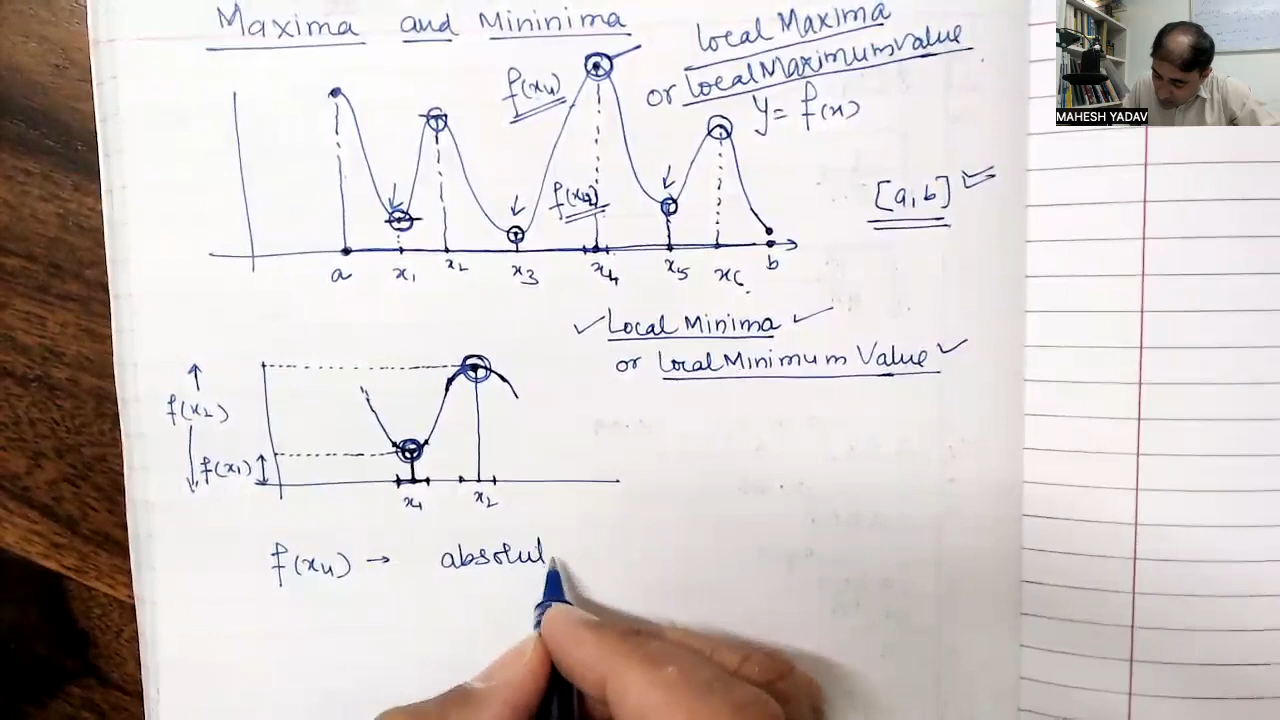 Maxima and Mininima
Local Maxima
or Local Maximum Value
f(x4)
y = f(x)
f(x4)
[a, b]
a x1 x2 x3 x4 x5 x6 b
Local Minima
or Local Minimum Value
f(x2)
f(x1)
x1 x2
f(x4) → absolut
MAHESH YADAV